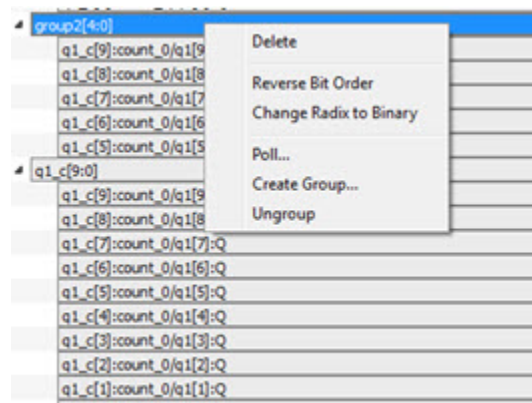 group2[4:0]
q1_c[9]:count_0/q1[9
q1_c[8]:count_0/q1[8
q1_c[7]:count_0/q1[7
q1_c[6]:count_0/q1[6
q1_c[5]:count_0/q1[5
q1_c[9:0]
q1_c[9]:count_0/q1[9
q1_c[8]:count_0/q1[8
q1_c[7]:count_0/q1[7]:Q
q1_c[6]:count_0/q1[6]:Q
q1_c[5]:count_0/q1[5]:Q
q1_c[4]:count_0/q1[4]:Q
q1_c[3]:count_0/q1[3]:Q
q1_c[2]:count_0/q1[2]:Q
q1_c[1]:count_0/q1[1]:Q
Delete
Reverse Bit Order
Change Radix to Binary
Poll...
Create Group...
Ungroup